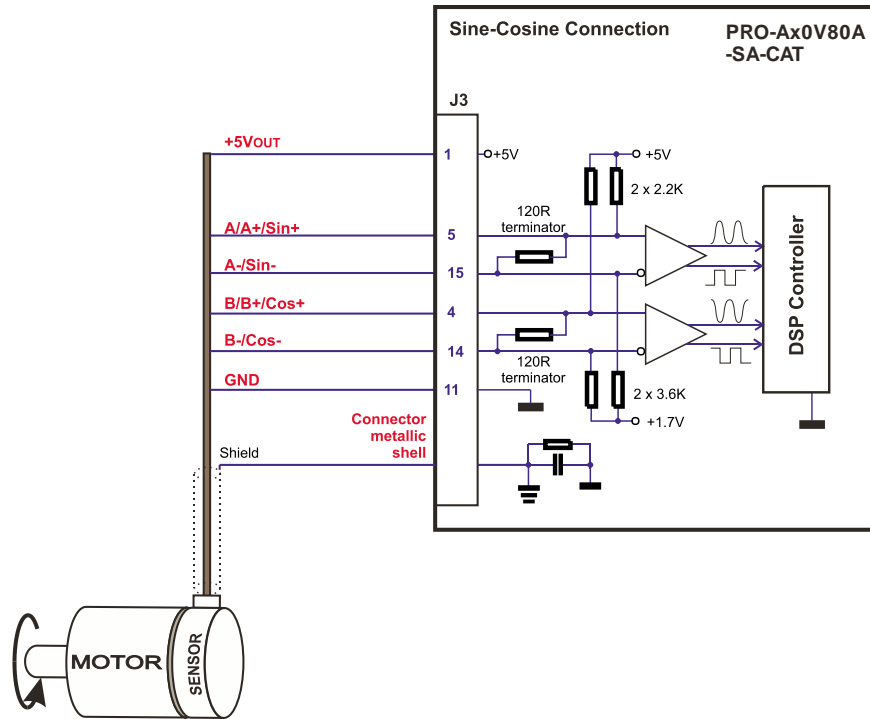 Sine-Cosine Connection
PRO-Ax0V80A
-SA-CAT
J3
+5VOUT
1
+5V
+5V
2 x 2.2K
120R
terminator
A/A+/Sin+
5
A-/Sin-
15
B/B+/Cos+
4
B-/Cos-
14
120R
terminator
GND
11
2 x 3.6K
+1.7V
DSP Controller
Connector
metallic
shell
Shield
MOTOR
SENSOR